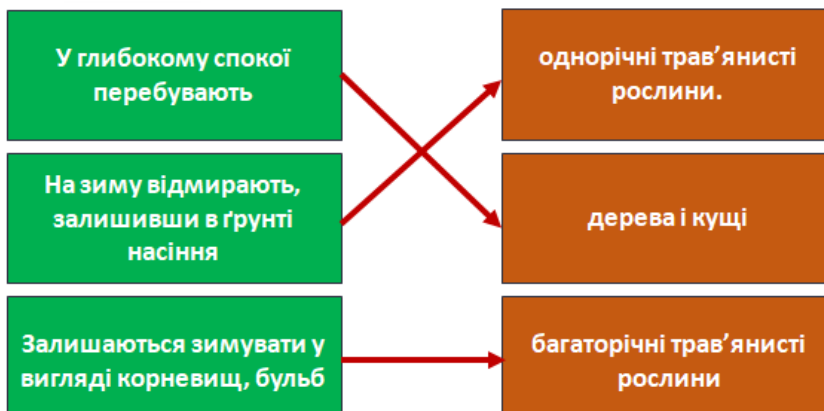 У глибокому спокої
перебувають
однорічні трав’янисті
рослини.
На зиму відмирають,
залишивши в ґрунті
насіння
дерева і кущі
Залишаються зимувати у
вигляді корневищ, бульб
багаторічні трав’янисті
рослини